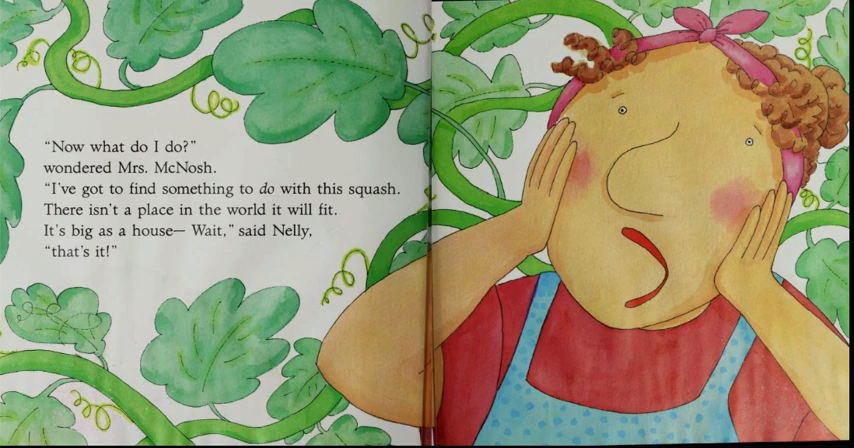 “Now what do I do?”
wondered Mrs. McNosh.
“I’ve got to find something to do with this squash.
There isn’t a place in the world it will fit.
It’s big as a house— Wait,” said Nelly,
“that’s it!”